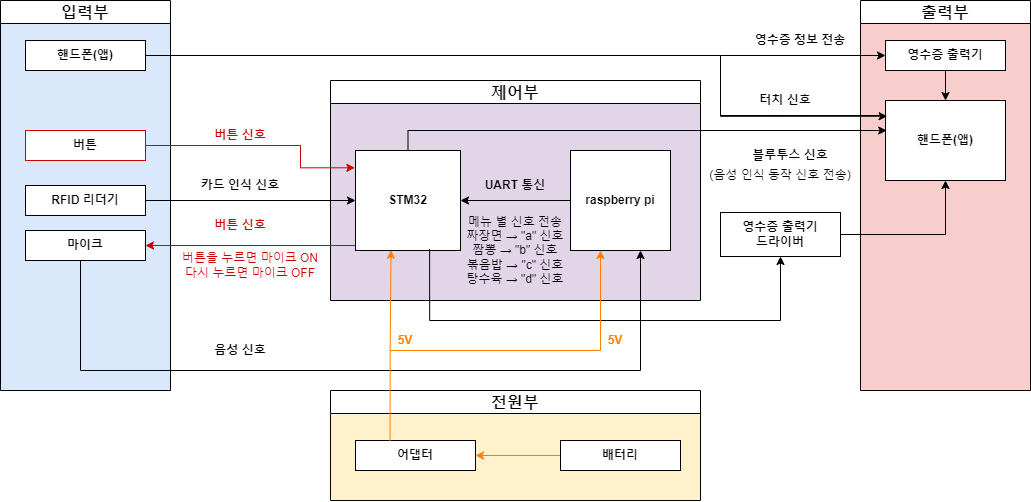 입력부
핸드폰(앱)
버튼
RFID 리더기
마이크
버튼 신호
카드 인식 신호
버튼 신호
버튼을 누르면 마이크 ON
다시 누르면 마이크 OFF
음성 신호
제어부
STM32
UART 통신
raspberry pi
메뉴 별 신호 전송
짜장면 → "a" 신호
짬뽕 → "b" 신호
볶음밥 → "c" 신호
탕수육 → "d" 신호
5V
5V
전원부
어댑터
배터리
영수증 정보 전송
터치 신호
블루투스 신호
(음성 인식 동작 신호 전송)
영수증 출력기
드라이버
출력부
영수증 출력기
핸드폰(앱)